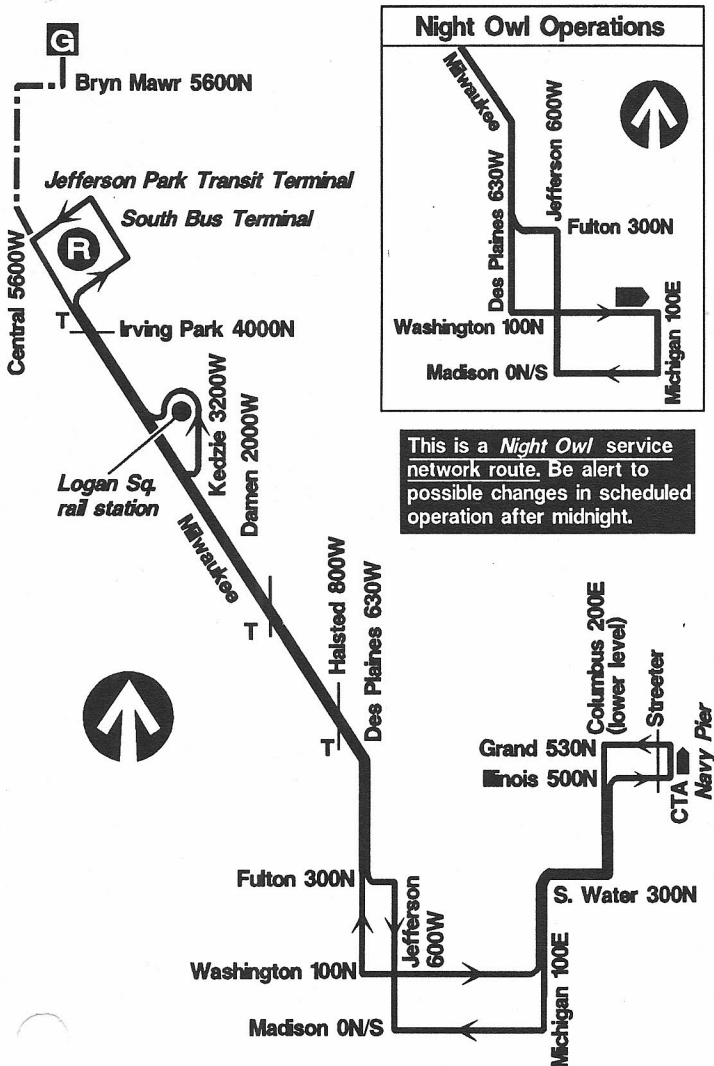 G
Bryn Mawr 5600N
Jefferson Park Transit Terminal
South Bus Terminal
R
Central 5600W
T
Irving Park 4000N
Kedzie 3200W
Damen 2000W
Logan Sq.
rail station
Milwaukee
T
Halsted 800W
Des Plaines 630W
T
Fulton 300N
Jefferson
600W
Washington 100N
Madison 0N/S
Michigan 100E
S. Water 300N
Columbus 200E
(lower level)
Streeter
Grand 530N
Illinois 500N
CTA
Navy Pier
Night Owl Operations
Milwaukee
Jefferson 600W
Des Plaines 630W
Fulton 300N
Washington 100N
Madison 0N/S
Michigan 100E
This is a Night Owl service
network route. Be alert to
possible changes in scheduled
operation after midnight.